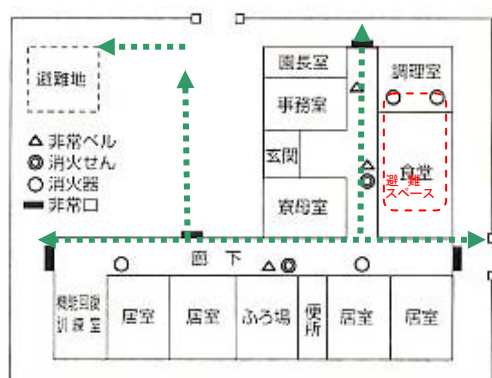 園長室
調理室
避難地
事務室
非常ベル
消火せん
消火器
非常口
玄関
食堂
避難
スペース
寮母室
廊下
機能回復
訓練室
居室
居室
ふろ場
便所
居室
居室